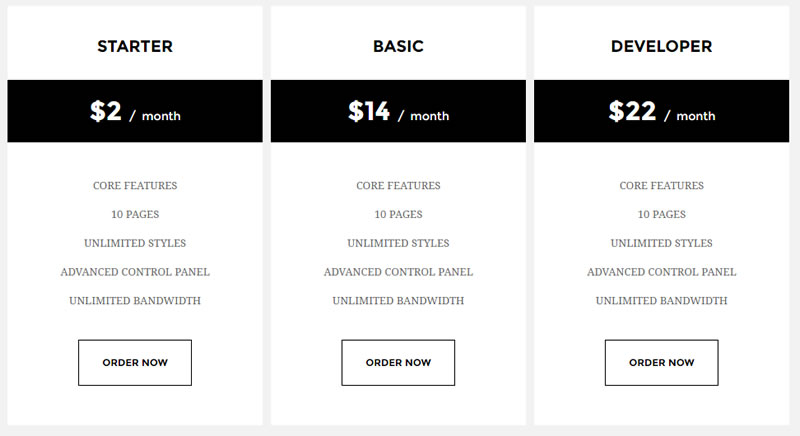 STARTER
$2 / month
CORE FEATURES
10 PAGES
UNLIMITED STYLES
ADVANCED CONTROL PANEL
UNLIMITED BANDWIDTH
ORDER NOW
BASIC
$14 / month
CORE FEATURES
10 PAGES
UNLIMITED STYLES
ADVANCED CONTROL PANEL
UNLIMITED BANDWIDTH
ORDER NOW
DEVELOPER
$22 / month
CORE FEATURES
10 PAGES
UNLIMITED STYLES
ADVANCED CONTROL PANEL
UNLIMITED BANDWIDTH
ORDER NOW